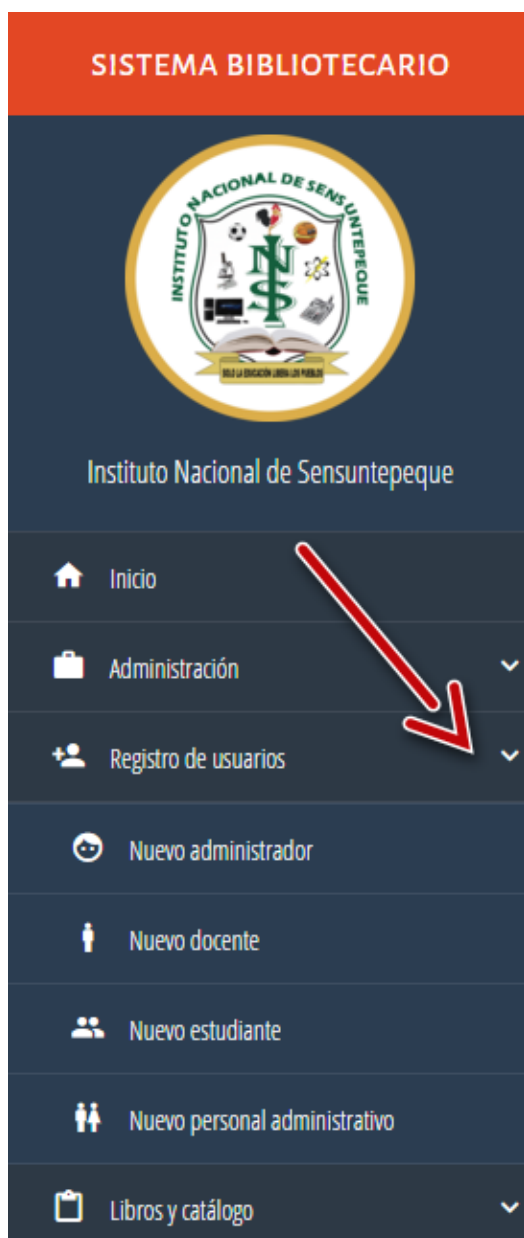 SISTEMA BIBLIOTECARIO
INSTITUTO NACIONAL DE SENSUNTEPEQUE
NSI
SOLO LA EDUCACIÓN LIBERA LOS PUEBLOS
Instituto Nacional de Sensuntepeque
Inicio
Administración
Registro de usuarios
Nuevo administrador
Nuevo docente
Nuevo estudiante
Nuevo personal administrativo
Libros y catálogo